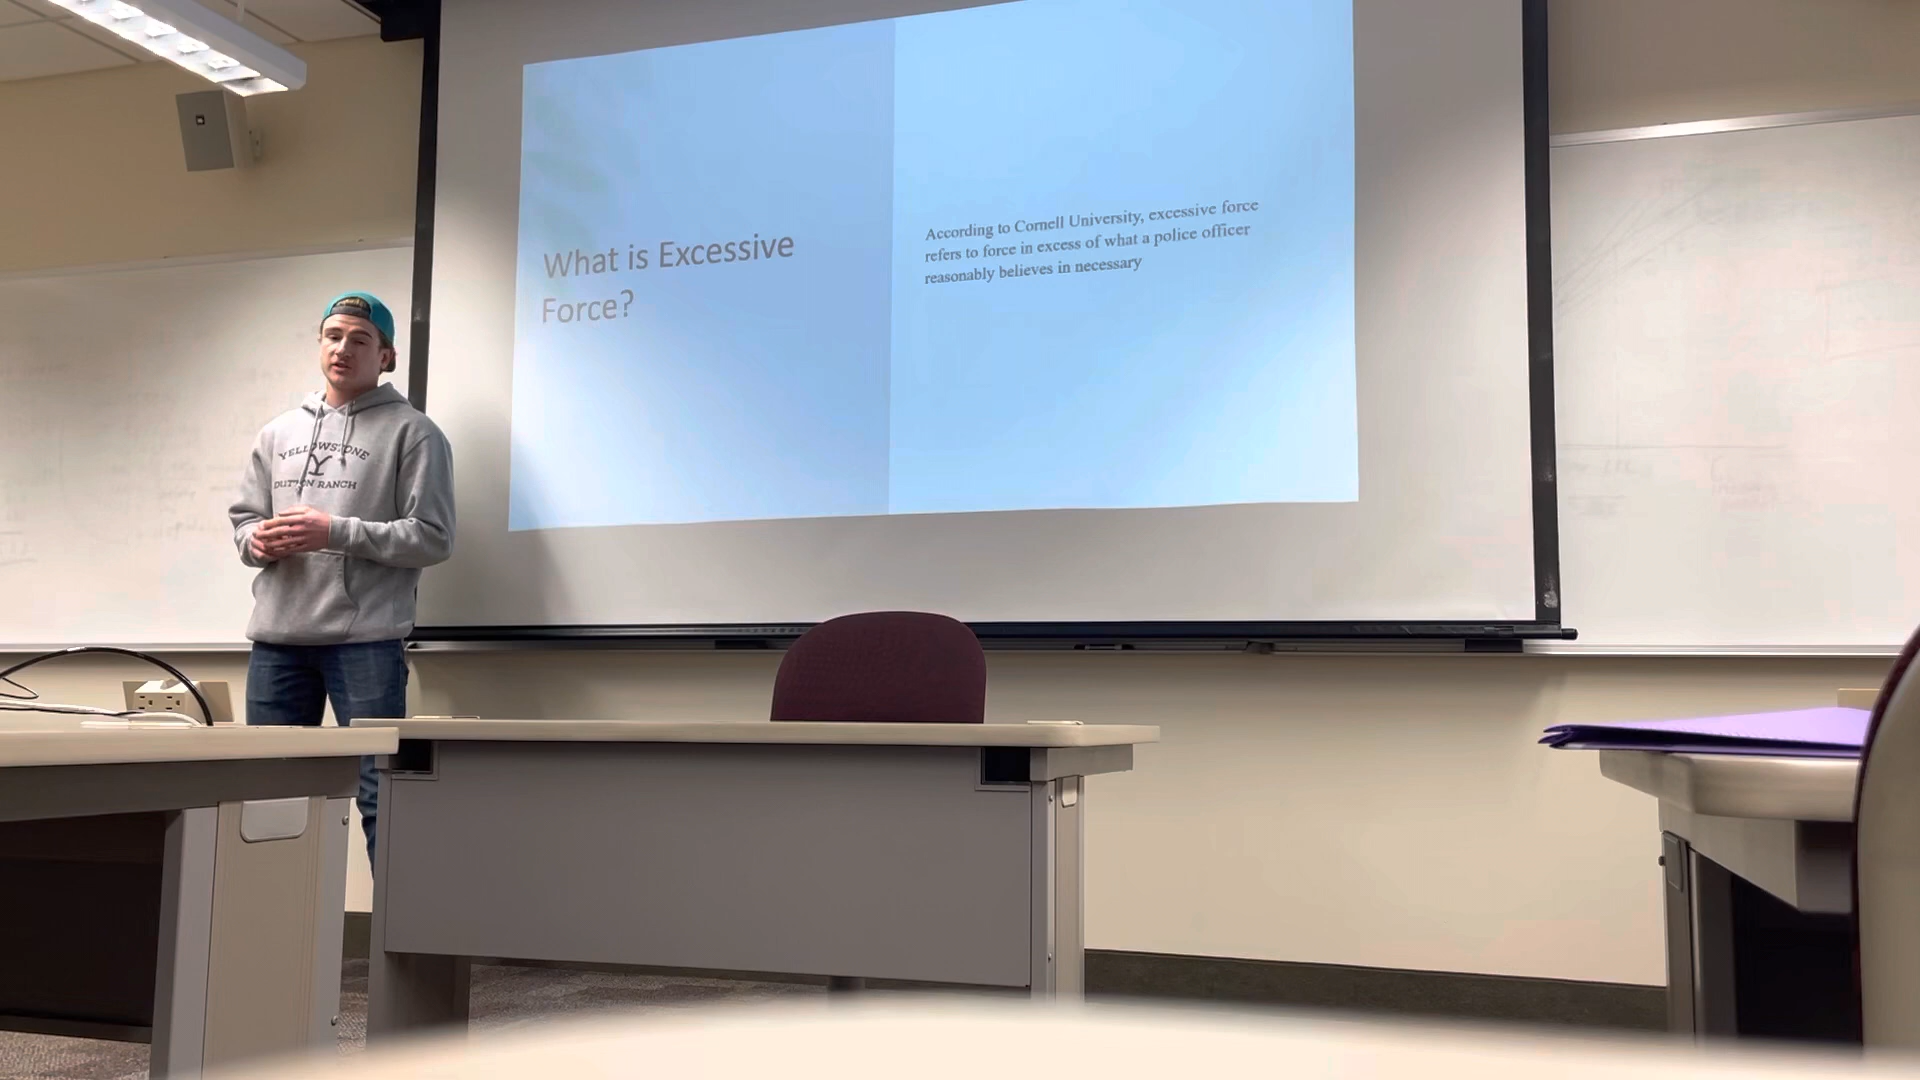 What is Excessive
Force?
According to Cornell University, excessive force
refers to force in excess of what a police officer
reasonably believes in necessary
YELLOWSTONE
Y
DUTTON RANCH